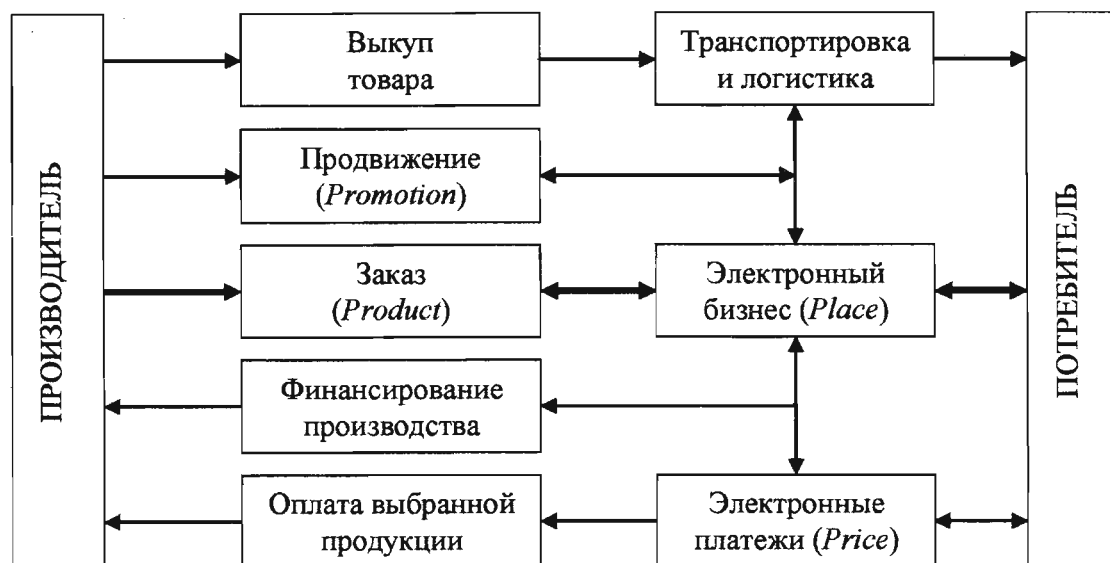 ПРОИЗВОДИТЕЛЬ
Выкуп
товара
Транспортировка
и логистика
Продвижение
(Promotion)
Заказ
(Product)
Электронный
бизнес (Place)
Финансирование
производства
Оплата выбранной
продукции
Электронные
платежи (Price)
ПОТРЕБИТЕЛЬ